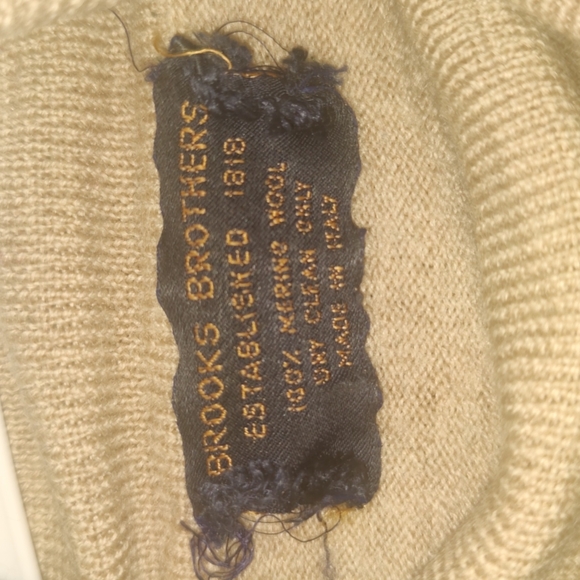 BROOKS BROTHERS
ESTABLISHED 1818
100% MERINO WOOL
DRY CLEAN ONLY
MADE IN ITALY